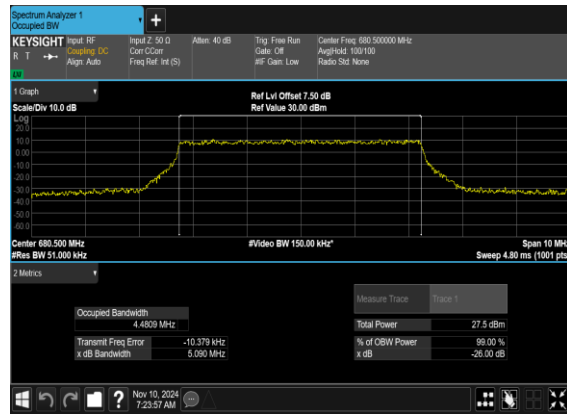 Spectrum Analyzer 1
Occupied BW
+
KEYSIGHT Input: RF Input Z: 50 Ω Atten: 40 dB Trig: Free Run Center Freq: 680.500000 MHz
R T Coupling: DC Corr CCorr Gate: Off Avg|Hold: 100/100
Align: Auto Freq Ref: Int (S) #IF Gain: Low Radio Std: None
1 Graph
Ref Lvl Offset 7.50 dB
Scale/Div 10.0 dB Ref Value 30.00 dBm
Log
20.0
10.0
0.00
-10.0
-20.0
-30.0
-40.0
-50.0
-60.0
Center 680.500 MHz #Video BW 150.00 kHz* Span 10 MHz
#Res BW 51.000 kHz Sweep 4.80 ms (1001 pts
2 Metrics
Measure Trace Trace 1
Occupied Bandwidth
4.4809 MHz Total Power 27.5 dBm
Transmit Freq Error -10.379 kHz % of OBW Power 99.00 %
x dB Bandwidth 5.090 MHz x dB -26.00 dB
?
Nov 10, 2024
7:23:57 AM